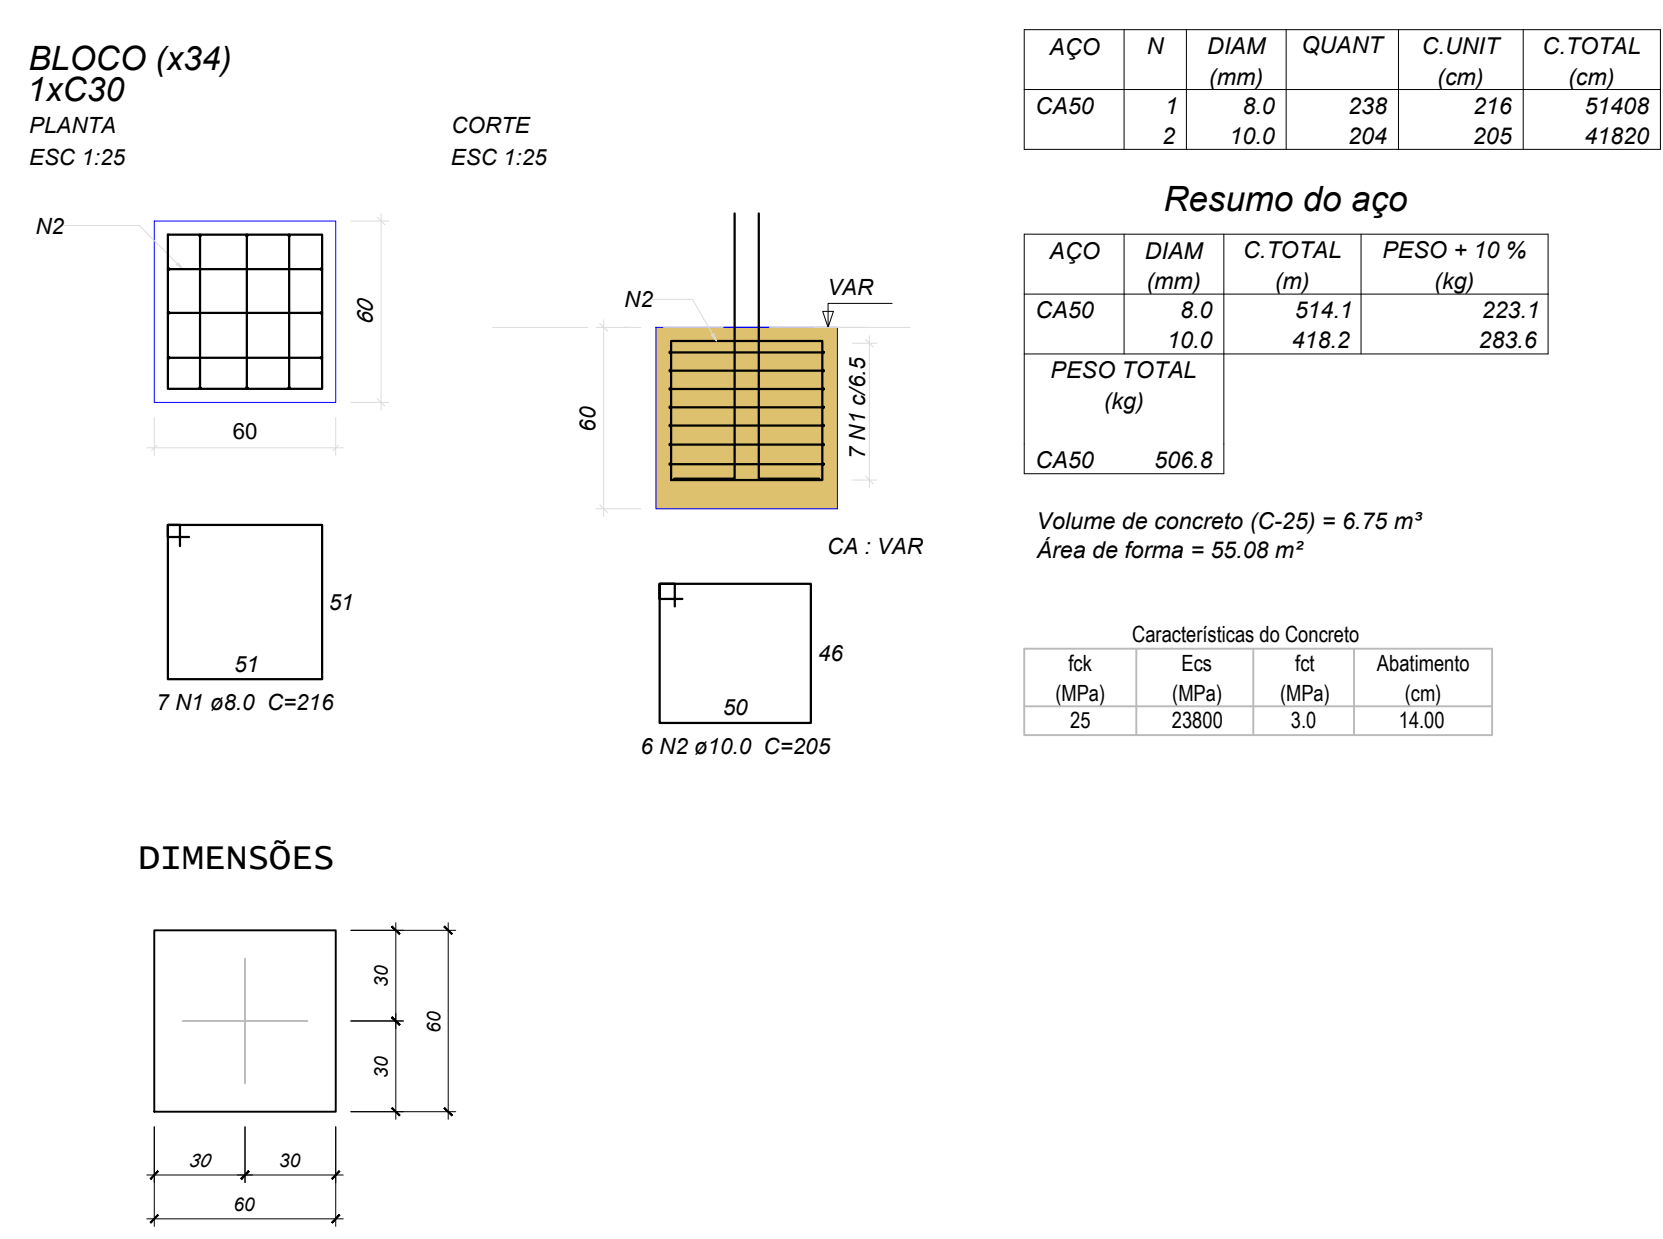 BLOCO (x34)
1xC30
PLANTA
ESC 1:25
CORTE
ESC 1:25
N2
60
60
N2
VAR
60
7 N1 c/6.5
CA : VAR
51
51
7 N1 ø8.0 C=216
46
50
6 N2 ø10.0 C=205
AÇO N DIAM QUANT C.UNIT C.TOTAL
(mm) (cm) (cm)
CA50 1 8.0 238 216 51408
2 10.0 204 205 41820
Resumo do aço
AÇO DIAM C.TOTAL PESO + 10 %
(mm) (m) (kg)
CA50 8.0 514.1 223.1
10.0 418.2 283.6
PESO TOTAL
(kg)
CA50 506.8
Volume de concreto (C-25) = 6.75 m³
Área de forma = 55.08 m²
Características do Concreto
fck Ecs fct Abatimento
(MPa) (MPa) (MPa) (cm)
25 23800 3.0 14.00
DIMENSÕES
30
60
30
30 30
60